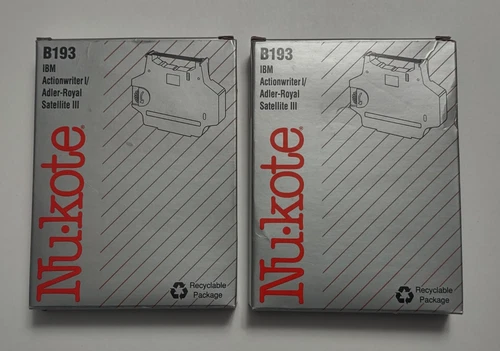 B193
IBM
Actionwriter I/
Adler-Royal
Satellite III
Nu·kote®
Recyclable
Package
B193
IBM
Actionwriter I/
Adler-Royal
Satellite III
Nu·kote®
Recyclable
Package